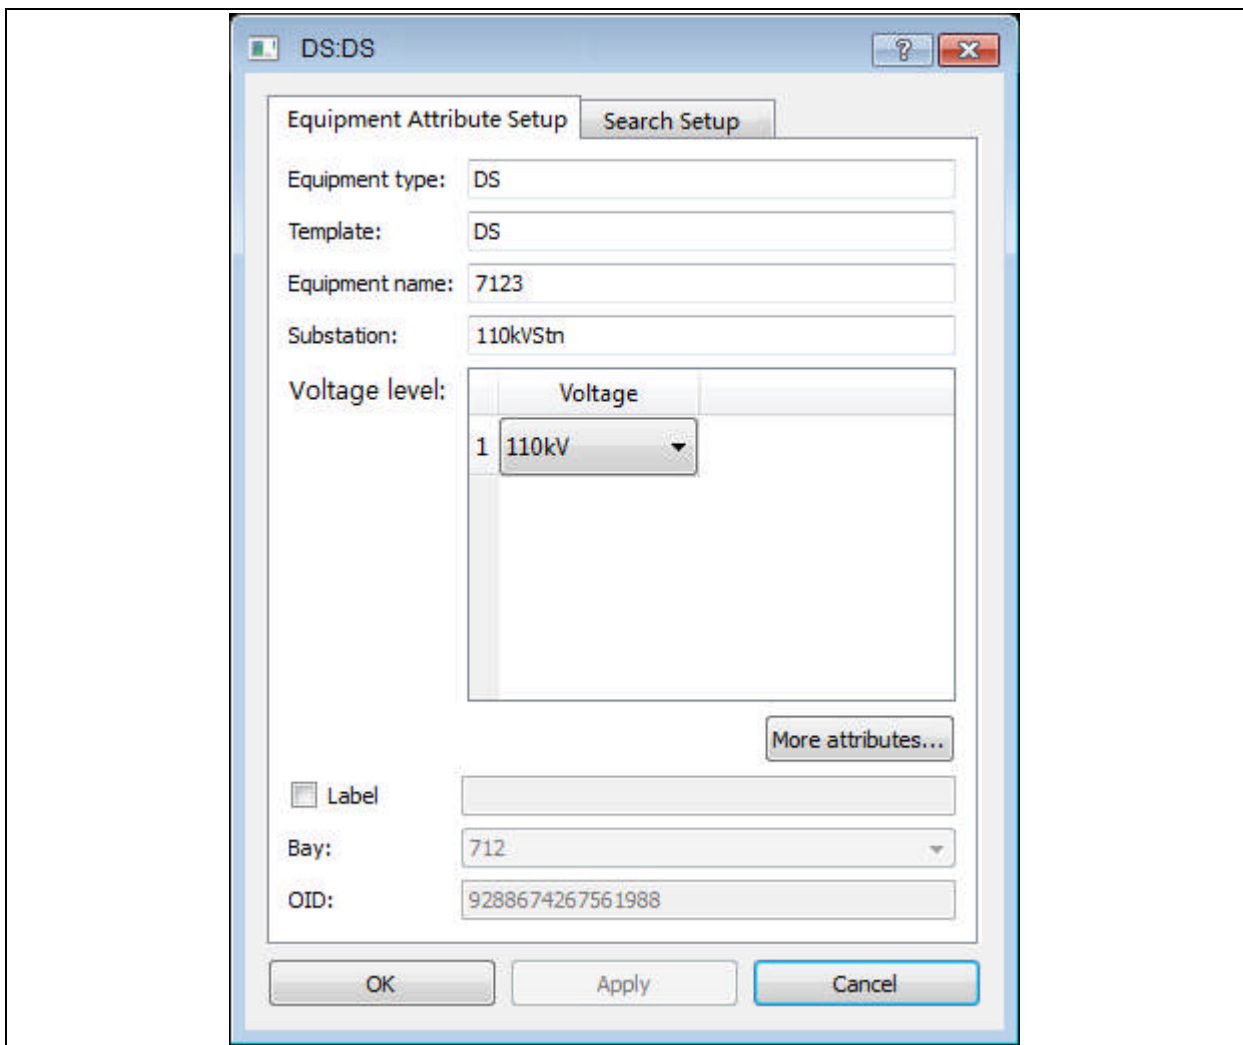 DS:DS
Equipment Attribute Setup Search Setup
Equipment type: DS
Template: DS
Equipment name: 7123
Substation: 110kVStn
Voltage level: Voltage
1 110kV
More attributes...
Label
Bay: 712
OID: 9288674267561988
OK Apply Cancel